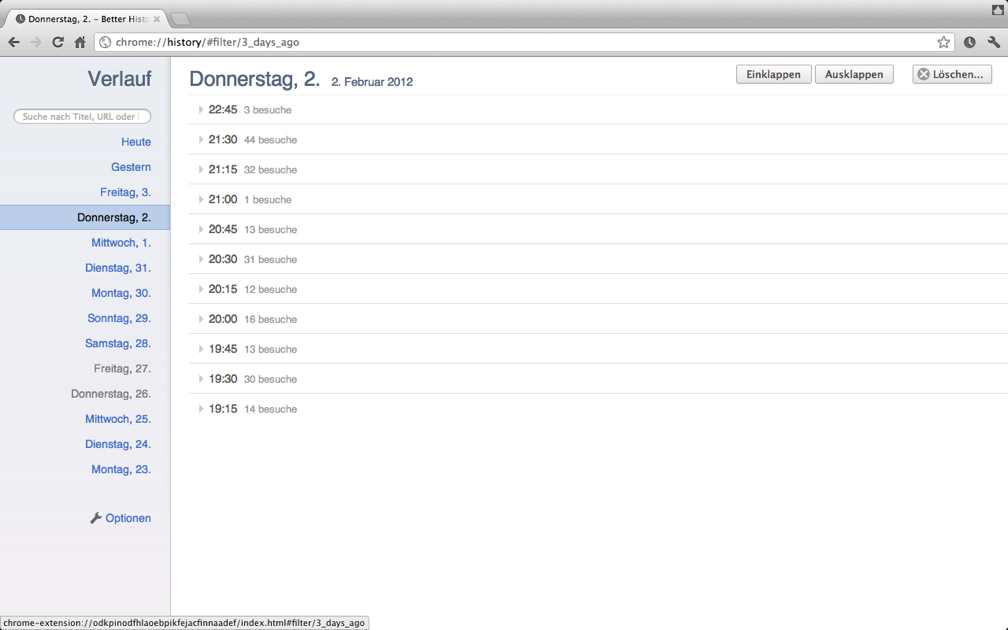 Donnerstag, 2. – Better Histo
chrome://history/#filter/3_days_ago
Verlauf
Suche nach Titel, URL oder
Heute
Gestern
Freitag, 3.
Donnerstag, 2.
Mittwoch, 1.
Dienstag, 31.
Montag, 30.
Sonntag, 29.
Samstag, 28.
Freitag, 27.
Donnerstag, 26.
Mittwoch, 25.
Dienstag, 24.
Montag, 23.
Optionen
Donnerstag, 2. 2. Februar 2012
Einklappen Ausklappen Löschen...
22:45 3 besuche
21:30 44 besuche
21:15 32 besuche
21:00 1 besuche
20:45 13 besuche
20:30 31 besuche
20:15 12 besuche
20:00 16 besuche
19:45 13 besuche
19:30 30 besuche
19:15 14 besuche
chrome-extension://odkpinodfhlaoebpikfejacfinnaadef/index.html#filter/3_days_ago